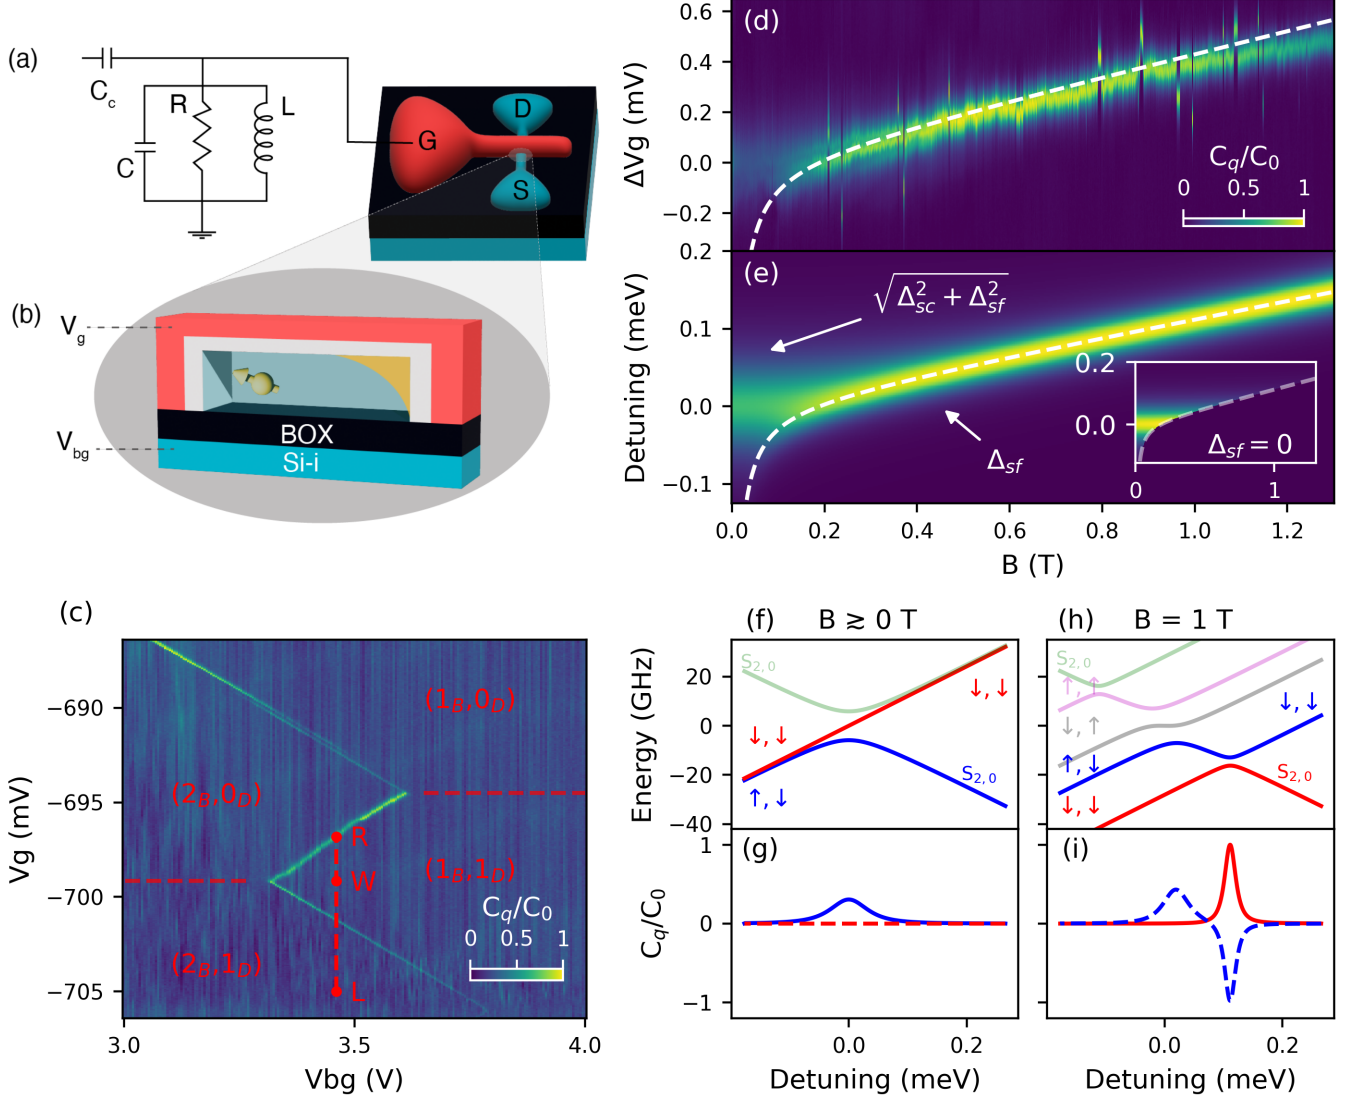 (a)
C_c
R
L
C
G
D
S
(b)
V_g
V_bg
BOX
Si-i
(c)
Vg (mV)
−690
−695
−700
−705
(1_B,0_D)
(2_B,0_D)
R
(1_B,1_D)
W
(2_B,1_D)
L
C_q/C_0
0 0.5 1
3.0 3.5 4.0
Vbg (V)
(d)
ΔVg (mV)
0.6
0.4
0.2
0.0
−0.2
C_q/C_0
0 0.5 1
(e)
Detuning (meV)
0.2
0.1
0.0
−0.1
√Δ_sc^2 + Δ_sf^2
Δ_sf
0.2
0.0
Δ_sf = 0
0 1
0.0 0.2 0.4 0.6 0.8 1.0 1.2
B (T)
(f) B ≳ 0 T
Energy (GHz)
20
0
−20
−40
S_2,0
↓,↓
↓,↓
↑,↓
S_2,0
(g)
C_q/C_0
1
0
−1
0.0 0.2
Detuning (meV)
(h) B = 1 T
S_2,0
↑,↑
↓,↑
↑,↓
↓,↓
↓,↓
S_2,0
(i)
0.0 0.2
Detuning (meV)